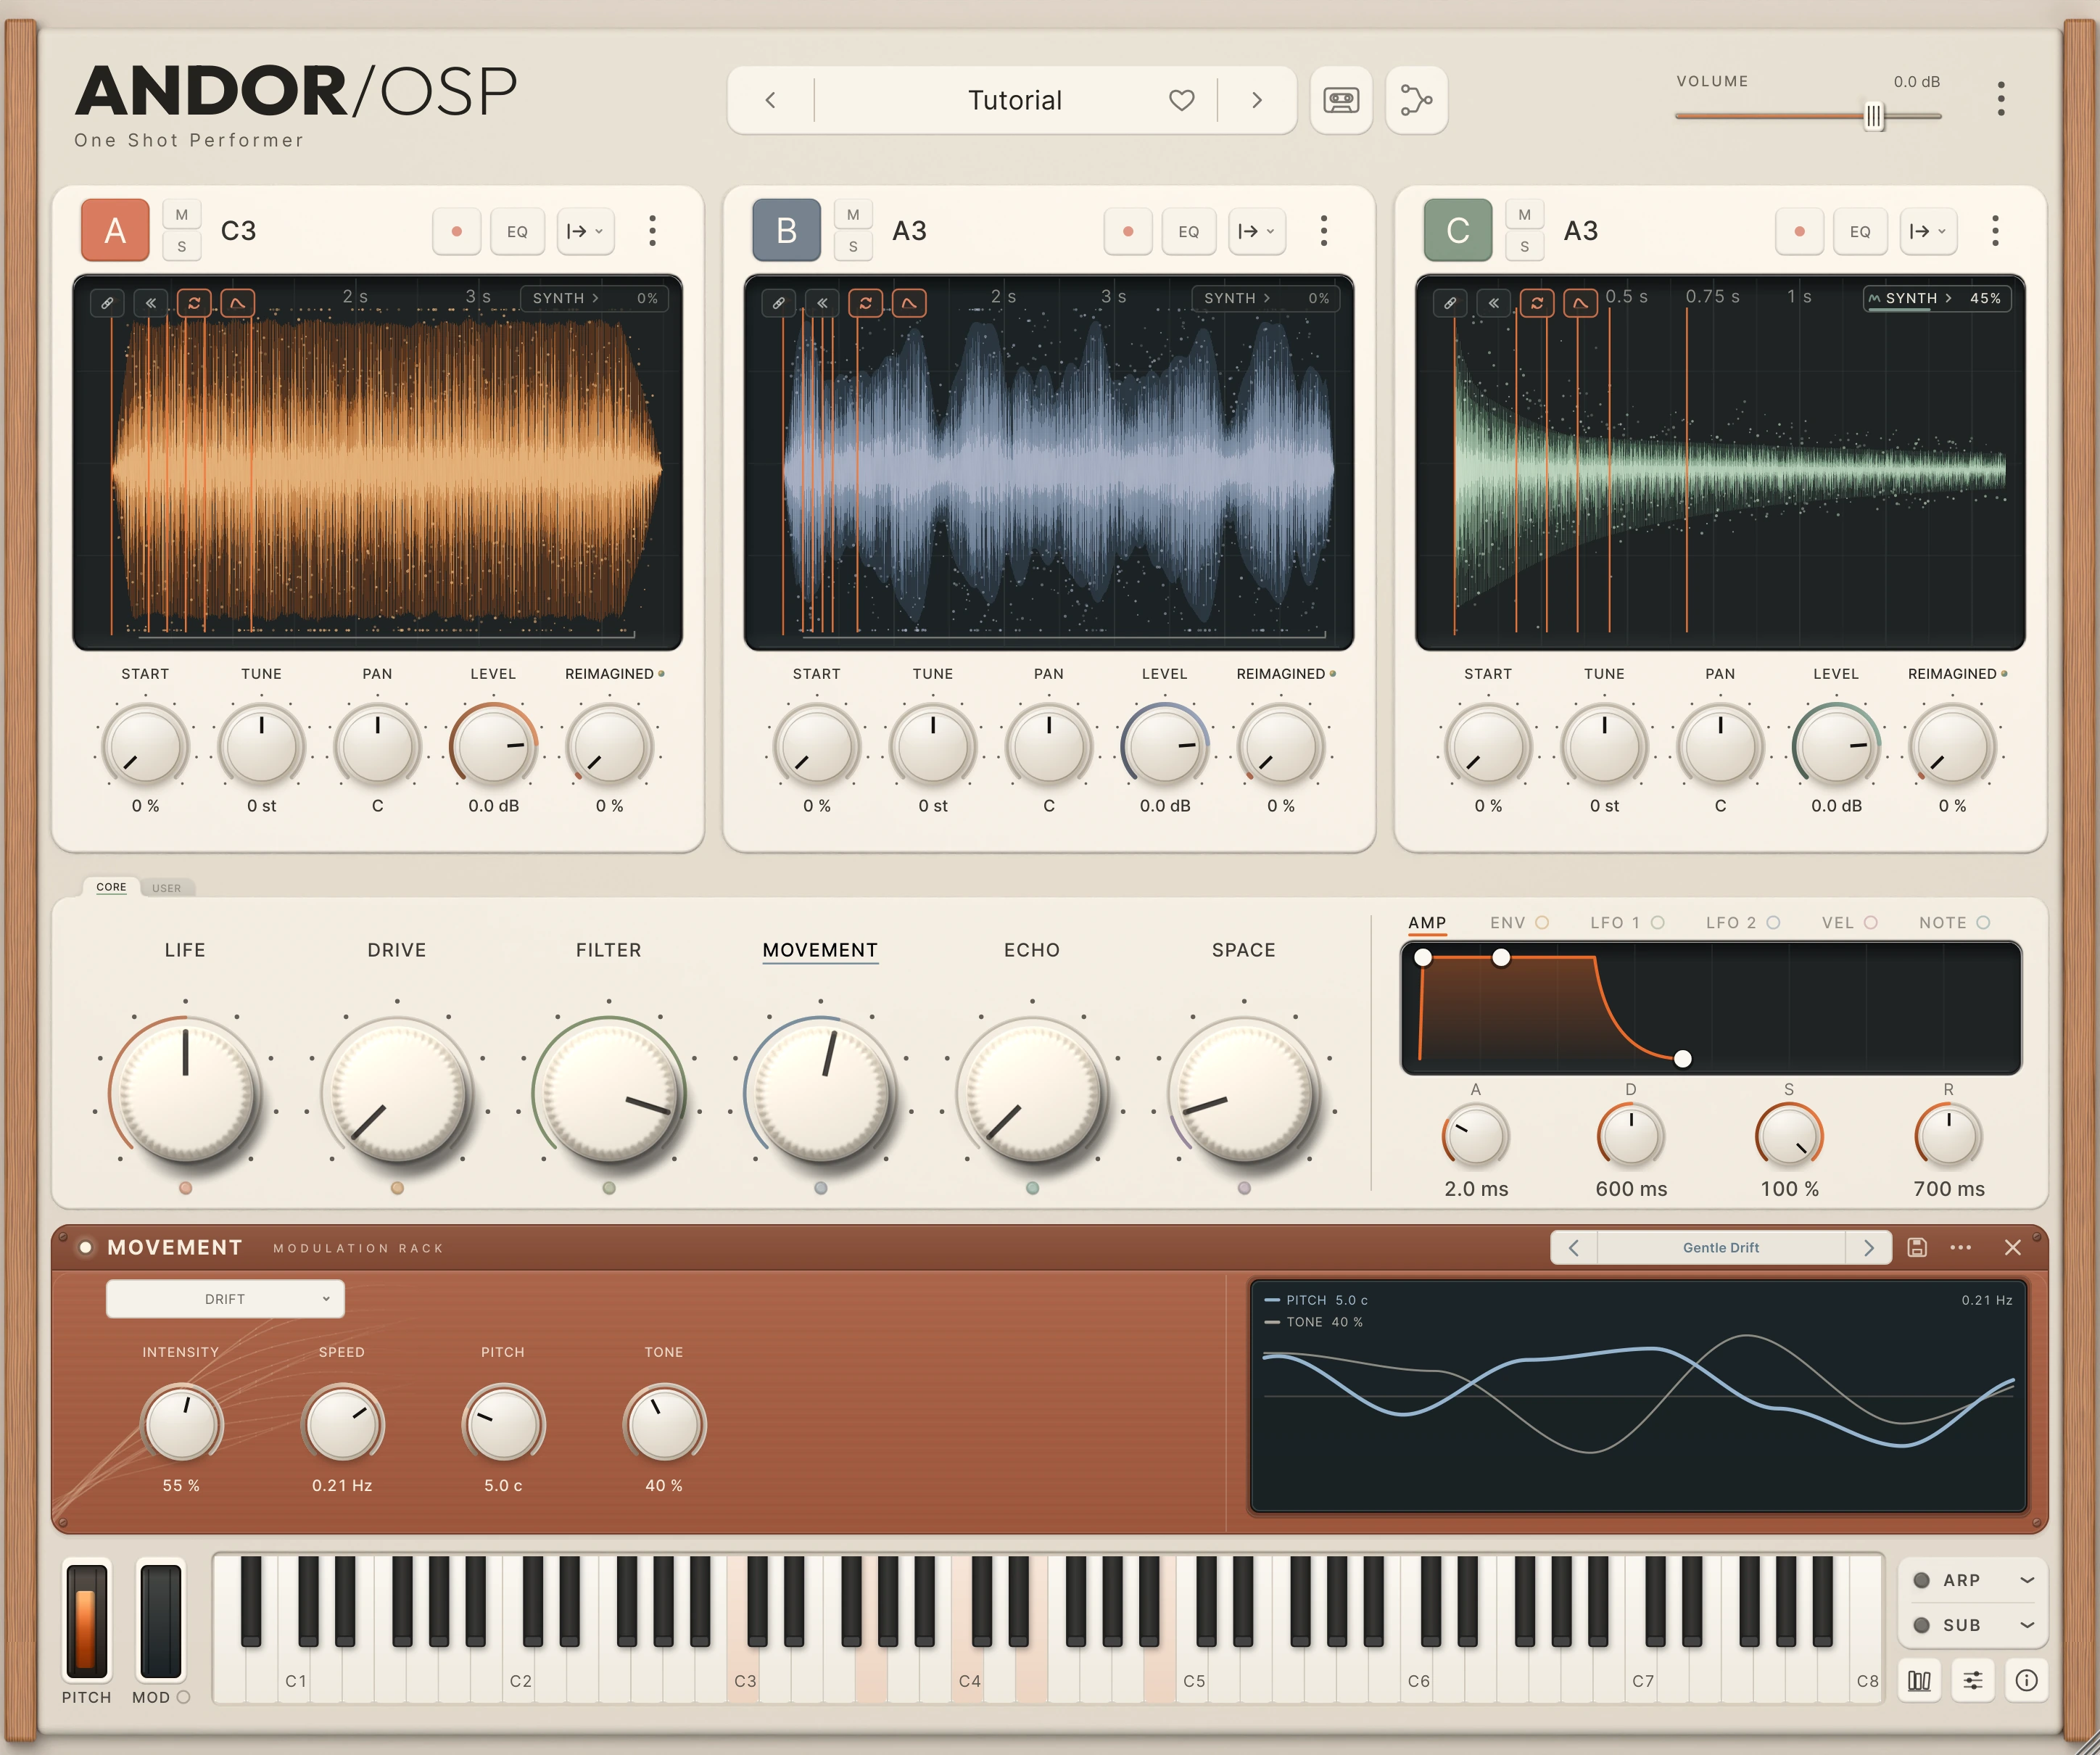 ANDOR/OSP
One Shot Performer
Tutorial
VOLUME 0.0 dB
A M S C3 EQ
B M S A3 EQ
C M S A3 EQ
2 s 3 s SYNTH 0%
2 s 3 s SYNTH 0%
0.5 s 0.75 s 1 s SYNTH 45%
START TUNE PAN LEVEL REIMAGINED
0 % 0 st C 0.0 dB 0 %
START TUNE PAN LEVEL REIMAGINED
0 % 0 st C 0.0 dB 0 %
START TUNE PAN LEVEL REIMAGINED
0 % 0 st C 0.0 dB 0 %
CORE USER
LIFE DRIVE FILTER MOVEMENT ECHO SPACE
AMP ENV LFO 1 LFO 2 VEL NOTE
A D S R
2.0 ms 600 ms 100 % 700 ms
MOVEMENT MODULATION RACK
Gentle Drift
DRIFT
INTENSITY SPEED PITCH TONE
55 % 0.21 Hz 5.0 c 40 %
PITCH 5.0 c 0.21 Hz
TONE 40 %
PITCH MOD
C1 C2 C3 C4 C5 C6 C7 C8
ARP
SUB